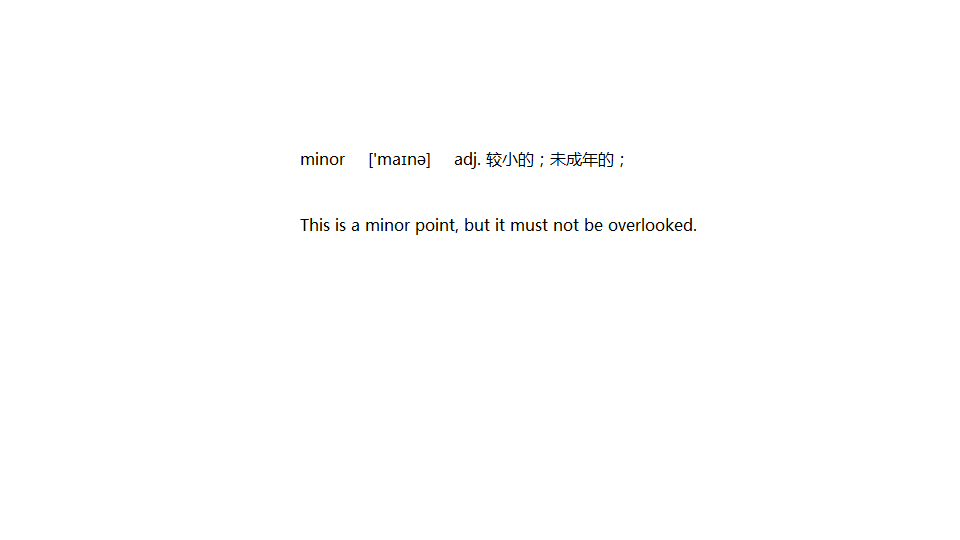 minor ['maɪnə] adj. 较小的；未成年的；
This is a minor point, but it must not be overlooked.